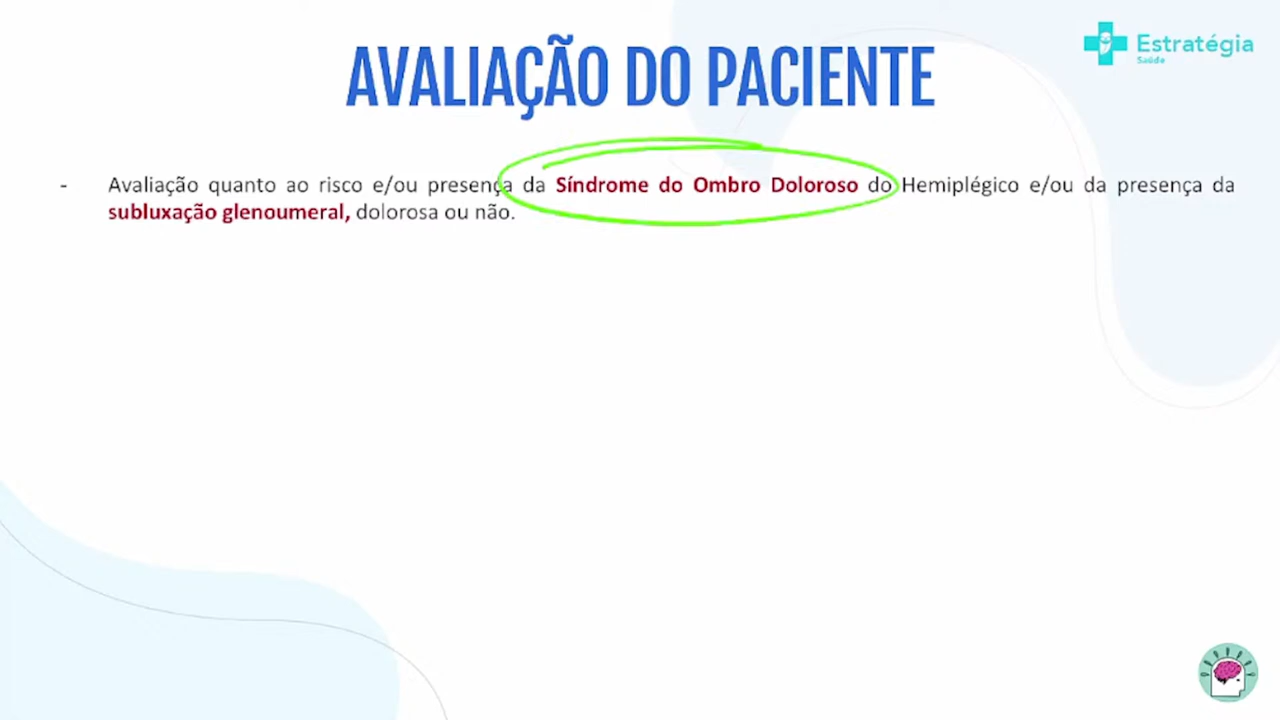 Estratégia
Saúde
AVALIAÇÃO DO PACIENTE
- Avaliação quanto ao risco e/ou presença da Síndrome do Ombro Doloroso do Hemiplégico e/ou da presença da
subluxação glenoumeral, dolorosa ou não.